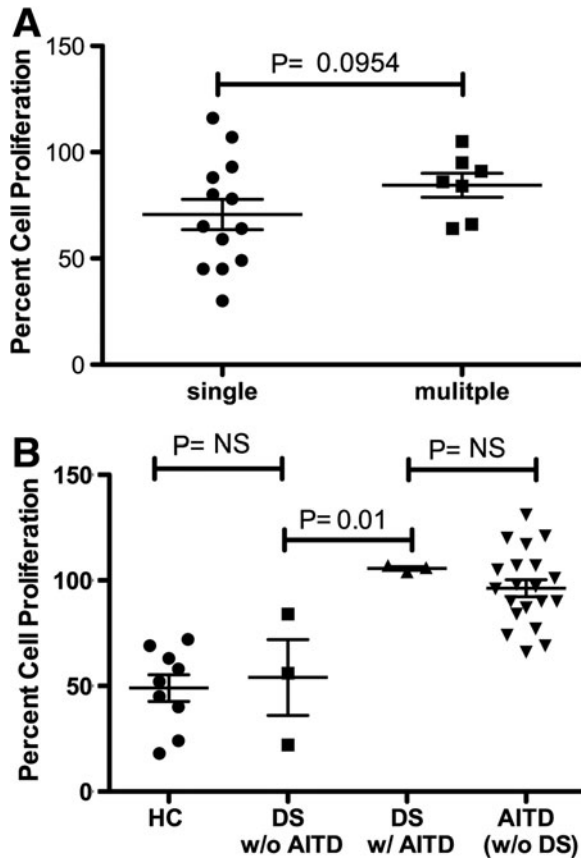 A
Percent Cell Proliferation
150
100
50
0
P= 0.0954
single mulitple
B
Percent Cell Proliferation
150
100
50
0
P= NS P= NS
P= 0.01
HC DS DS AITD
w/o AITD w/ AITD (w/o DS)